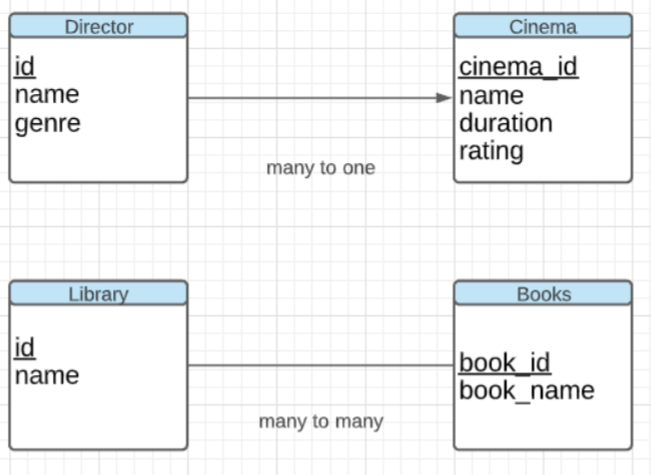 Director
id
name
genre
many to one
Cinema
cinema_id
name
duration
rating
Library
id
name
many to many
Books
book_id
book_name